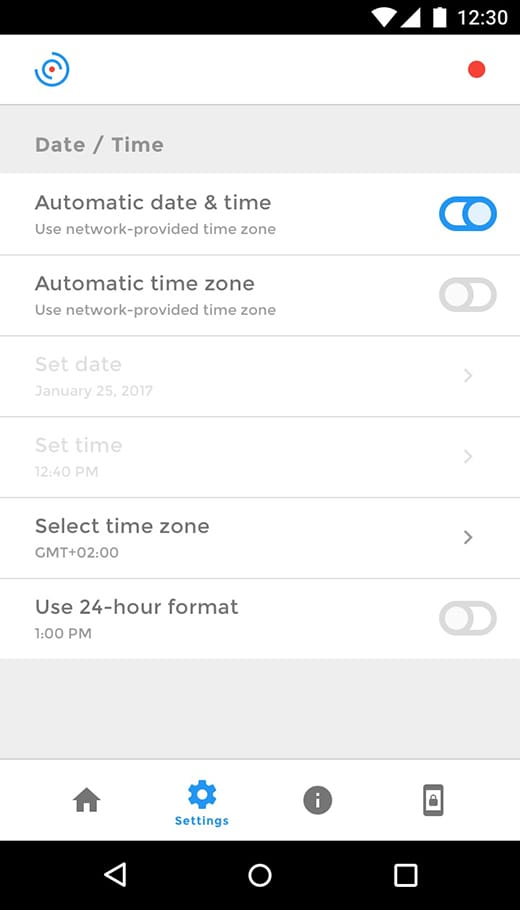 12:30
Date / Time
Automatic date & time
Use network-provided time zone
Automatic time zone
Use network-provided time zone
Set date
January 25, 2017
Set time
12:40 PM
Select time zone
GMT+02:00
Use 24-hour format
1:00 PM
Settings